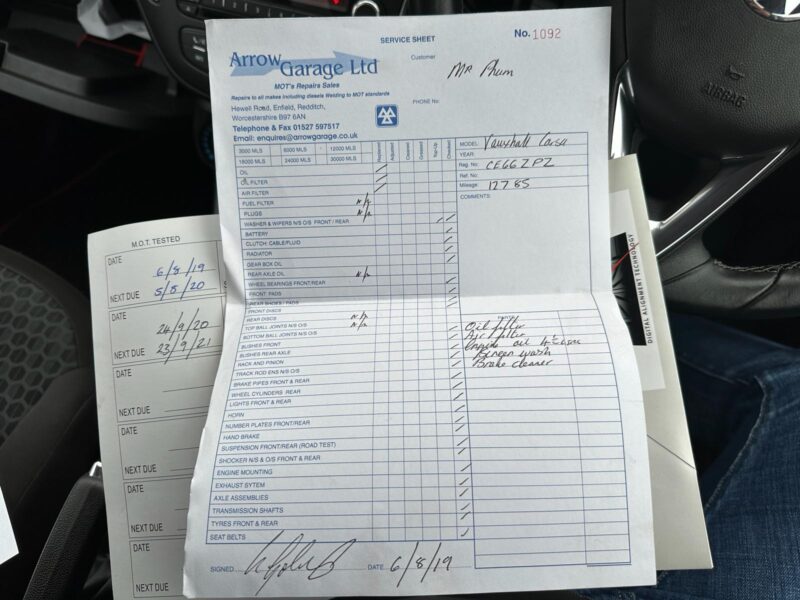 SERVICE SHEET
No. 1092
Arrow Garage Ltd
MOT's Repairs Sales
Repairs to all makes including diesels Welding to MOT standards
Hewell Road, Enfield, Redditch,
Worcestershire B97 6AN
Telephone & Fax 01527 597517
Email: enquires@arrowgarage.co.uk
Customer
Mr Phum
PHONE No:
3000 MLS 6000 MLS 12000 MLS
18000 MLS 24000 MLS 30000 MLS
Replaced
Adjusted
Cleaned
Greased
Top-Up
Checked
MODEL Vauxhall Corsa
YEAR
Reg. No: CE66 ZPZ
Ref. No:
Mileage: 12785
COMMENTS:
OIL
OIL FILTER
AIR FILTER
FUEL FILTER N/A
PLUGS N/A
WASHER & WIPERS N/S O/S FRONT / REAR
BATTERY
CLUTCH: CABLE/FLUID
RADIATOR
GEAR BOX OIL
REAR AXLE OIL N/A
WHEEL BEARINGS FRONT/REAR
FRONT: PADS
REAR SHOES / PADS
FRONT DISCS
REAR DISCS N/A
TOP BALL JOINTS N/S O/S N/A
BOTTOM BALL JOINTS N/S O/S
BUSHES FRONT
BUSHES REAR AXLE
RACK AND PINION
TRACK ROD ENS N/S O/S
BRAKE PIPES FRONT & REAR
WHEEL CYLINDERS REAR
LIGHTS FRONT & REAR
HORN
NUMBER PLATES FRONT/REAR
HAND BRAKE
SUSPENSION FRONT/REAR (ROAD TEST)
SHOCKER N/S & O/S FRONT & REAR
ENGINE MOUNTING
EXHAUST SYTEM
AXLE ASSEMBLIES
TRANSMISSION SHAFTS
TYRES FRONT & REAR
SEAT BELTS
PARTS
Oil filter
Air filter
Engine oil
Screen wash
Brake cleaner
SIGNED
DATE 6/8/19
M.O.T. TESTED
DATE
6/8/19
NEXT DUE 5/8/20
DATE
24/9/20
NEXT DUE 23/9/21
DATE
NEXT DUE
DATE
NEXT DUE
DATE
NEXT DUE
DATE
NEXT DUE
DIGITAL ALIGNMENT TECHNOLOGY
AIRBAG